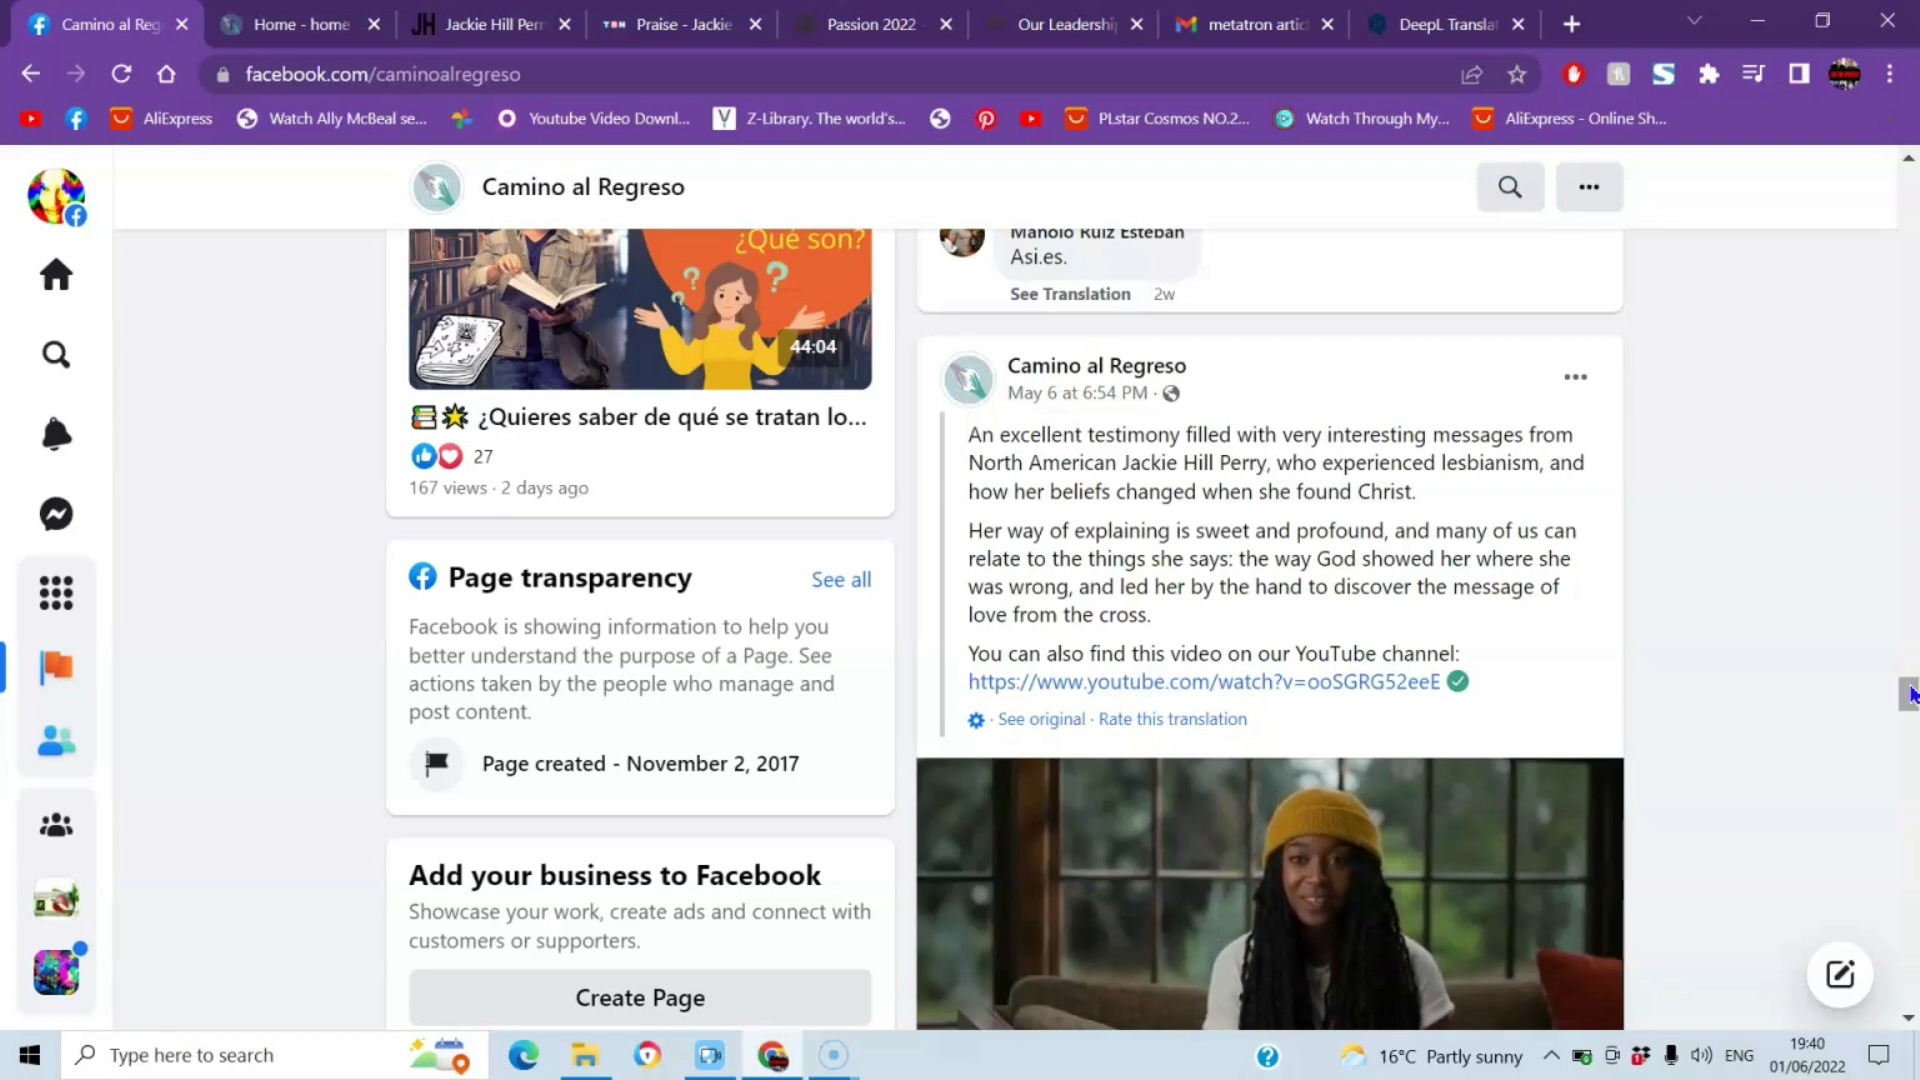 Camino al Reg
Home - home
JH Jackie Hill Perr
TBN Praise - Jackie
Passion 2022 -
Our Leadership
metatron artic
DeepL Translat
facebook.com/caminoalregreso
AliExpress
Watch Ally McBeal se...
Youtube Video Downl...
Z-Library. The world's...
PLstar Cosmos NO.2...
Watch Through My...
AliExpress - Online Sh...
Camino al Regreso
¿Qué son?
? ? ?
44:04
¿Quieres saber de qué se tratan lo...
27
167 views · 2 days ago
Page transparency
See all
Facebook is showing information to help you
better understand the purpose of a Page. See
actions taken by the people who manage and
post content.
Page created - November 2, 2017
Add your business to Facebook
Showcase your work, create ads and connect with
customers or supporters.
Create Page
Manolo Ruiz Esteban
Asi.es.
See Translation 2w
Camino al Regreso
May 6 at 6:54 PM ·
An excellent testimony filled with very interesting messages from
North American Jackie Hill Perry, who experienced lesbianism, and
how her beliefs changed when she found Christ.
Her way of explaining is sweet and profound, and many of us can
relate to the things she says: the way God showed her where she
was wrong, and led her by the hand to discover the message of
love from the cross.
You can also find this video on our YouTube channel:
https://www.youtube.com/watch?v=ooSGRG52eeE
· See original · Rate this translation
Type here to search
16°C Partly sunny
ENG
19:40
01/06/2022